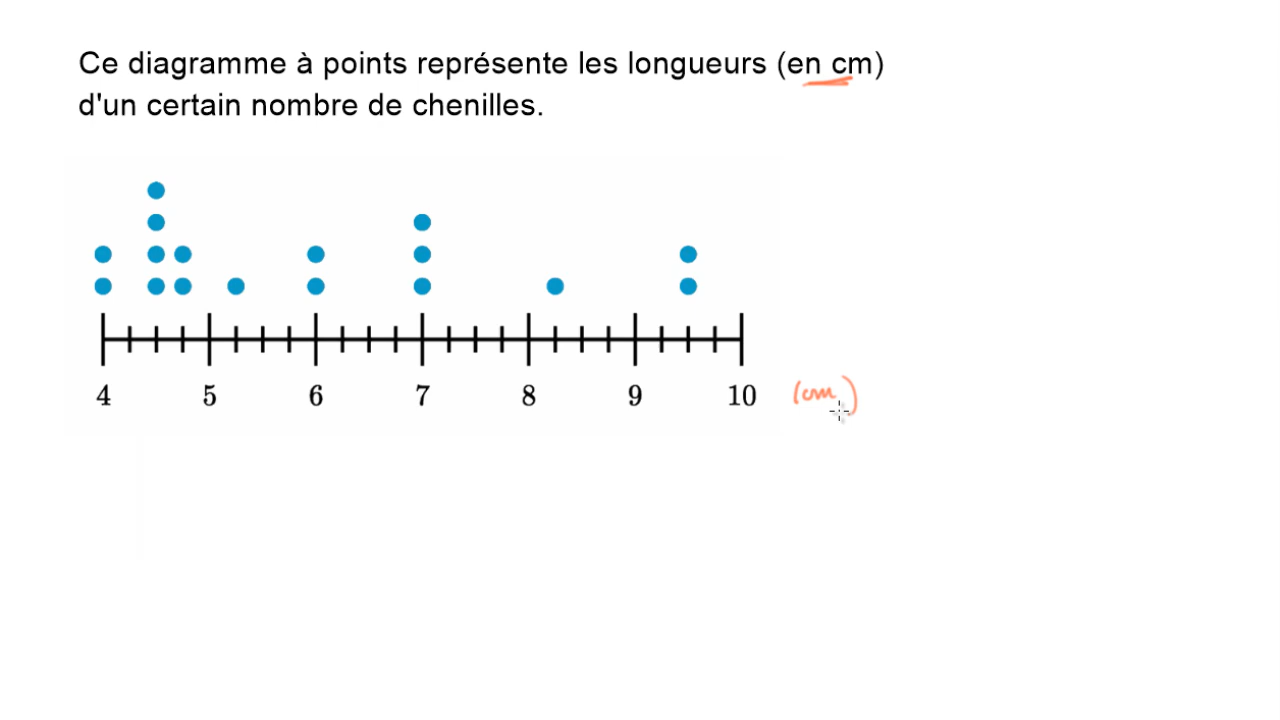 Ce diagramme à points représente les longueurs (en cm)
d'un certain nombre de chenilles.
4 5 6 7 8 9 10 (cm)